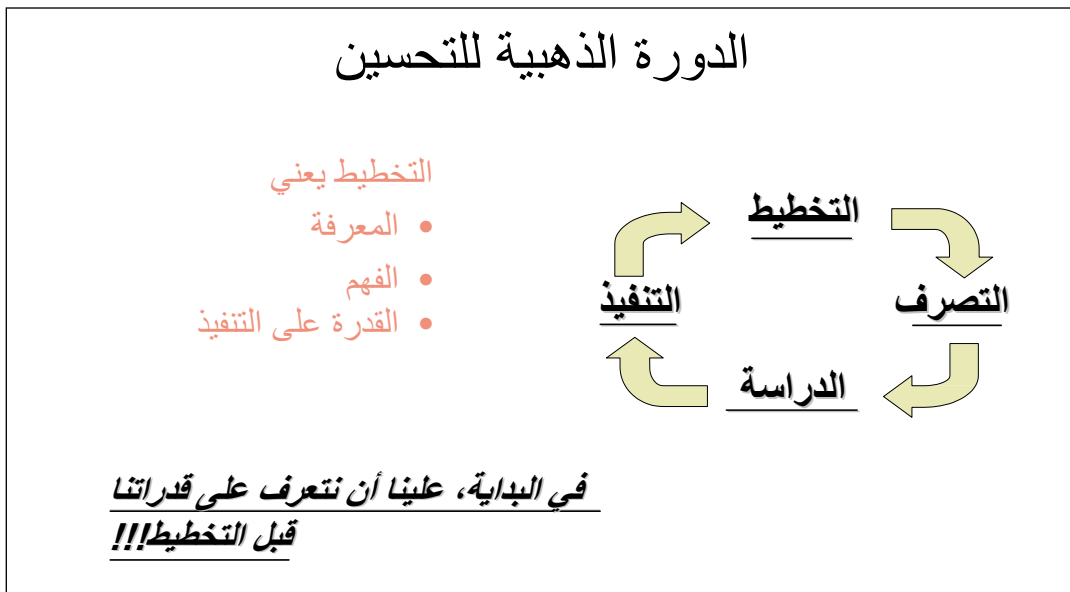 الدورة الذهبية للتحسين
التخطيط يعني
• المعرفة
• الفهم
• القدرة على التنفيذ
التخطيط
التصرف
الدراسة
التنفيذ
في البداية، علينا أن نتعرف على قدراتنا
قبل التخطيط!!!